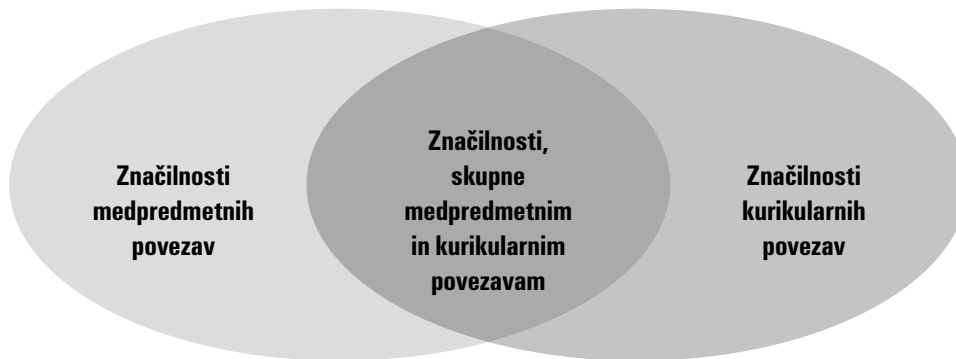 Značilnosti
medpredmetnih
povezav
Značilnosti,
skupne
medpredmetnim
in kurikularnim
povezavam
Značilnosti
kurikularnih
povezav